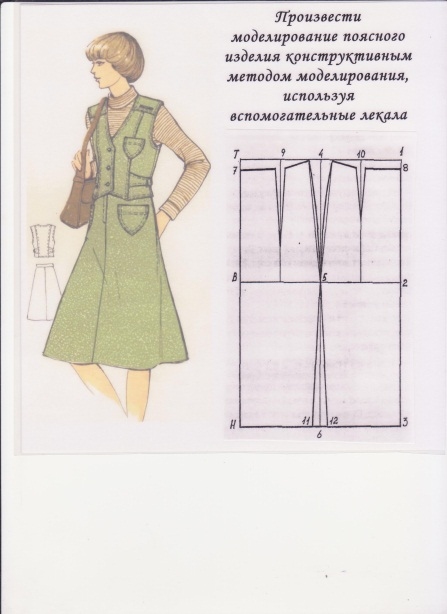 Произвести
моделирование поясного
изделия конструктивным
методом моделирования,
используя
вспомогательные лекала
Т 9 4 10 1
7 8
В 5 2
Н 11 12 3
6